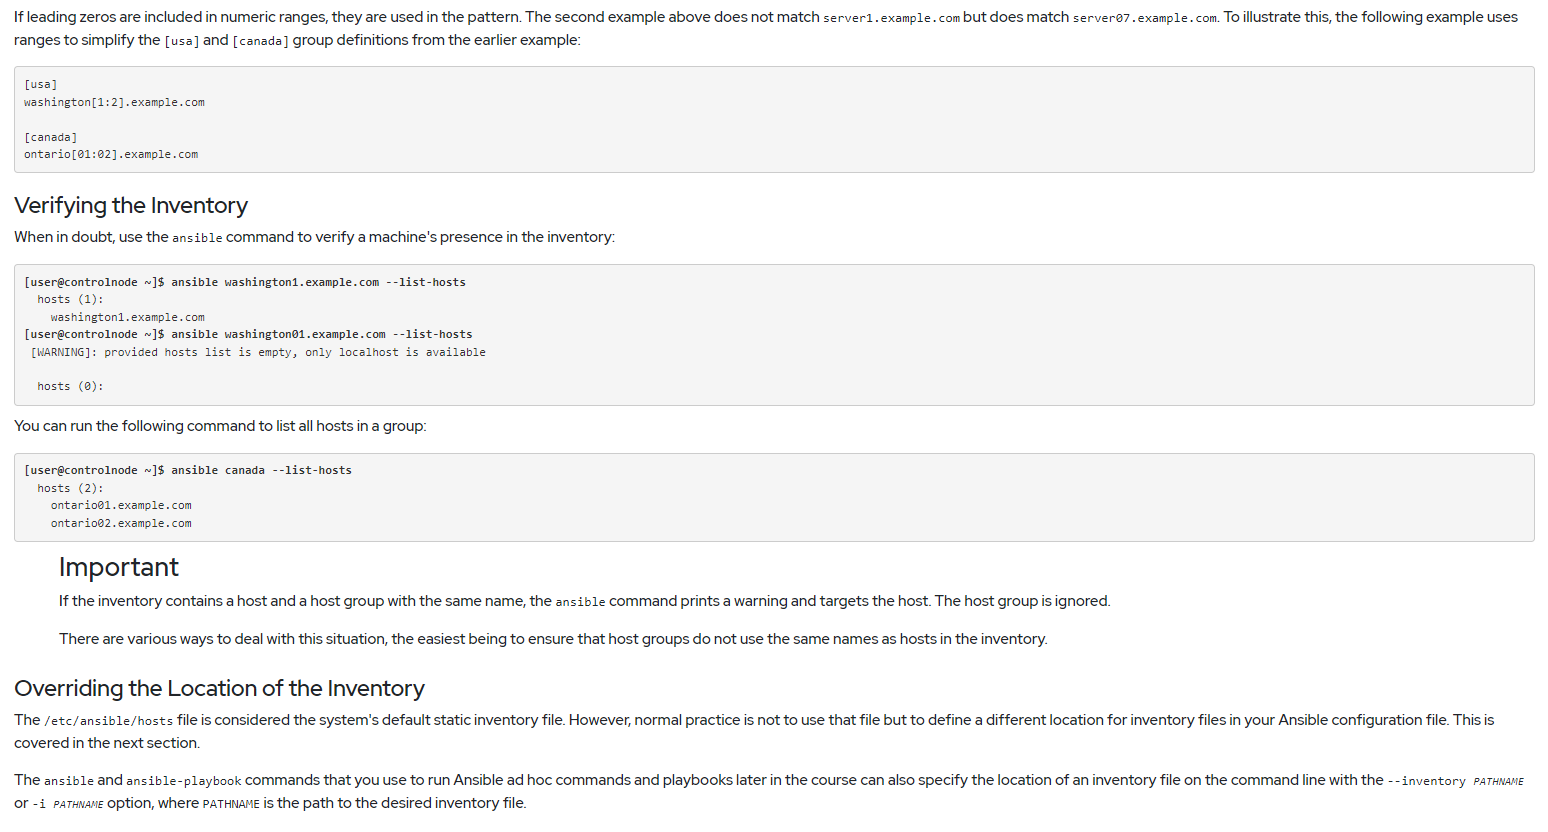 If leading zeros are included in numeric ranges, they are used in the pattern. The second example above does not match server1.example.com but does match server07.example.com. To illustrate this, the following example uses
ranges to simplify the [usa] and [canada] group definitions from the earlier example:
[usa]
washington[1:2].example.com
[canada]
ontario[01:02].example.com
Verifying the Inventory
When in doubt, use the ansible command to verify a machine's presence in the inventory:
[user@controlnode ~]$ ansible washington1.example.com --list-hosts
hosts (1):
washington1.example.com
[user@controlnode ~]$ ansible washington01.example.com --list-hosts
[WARNING]: provided hosts list is empty, only localhost is available
hosts (0):
You can run the following command to list all hosts in a group:
[user@controlnode ~]$ ansible canada --list-hosts
hosts (2):
ontario01.example.com
ontario02.example.com
Important
If the inventory contains a host and a host group with the same name, the ansible command prints a warning and targets the host. The host group is ignored.
There are various ways to deal with this situation, the easiest being to ensure that host groups do not use the same names as hosts in the inventory.
Overriding the Location of the Inventory
The /etc/ansible/hosts file is considered the system's default static inventory file. However, normal practice is not to use that file but to define a different location for inventory files in your Ansible configuration file. This is
covered in the next section.
The ansible and ansible-playbook commands that you use to run Ansible ad hoc commands and playbooks later in the course can also specify the location of an inventory file on the command line with the --inventory PATHNAME
or -i PATHNAME option, where PATHNAME is the path to the desired inventory file.